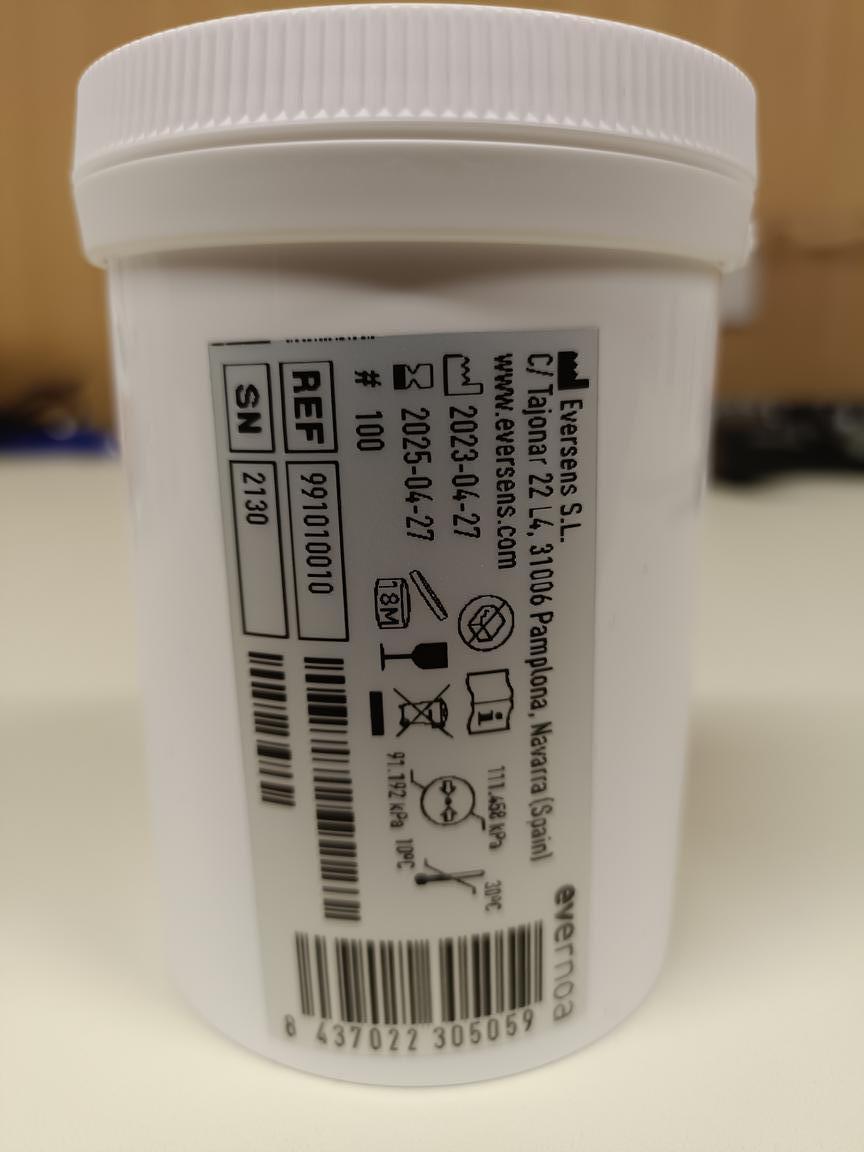 Eversens S.L.
C/ Tajonar 22 L4, 31006 Pamplona, Navarra (Spain)
www.eversens.com
2023-04-27
2025-04-27
# 100
18M
111.458 kPa
91.192 kPa
30ºC
10ºC
REF 991010010
SN 2130
evernoa
8 437022 305059